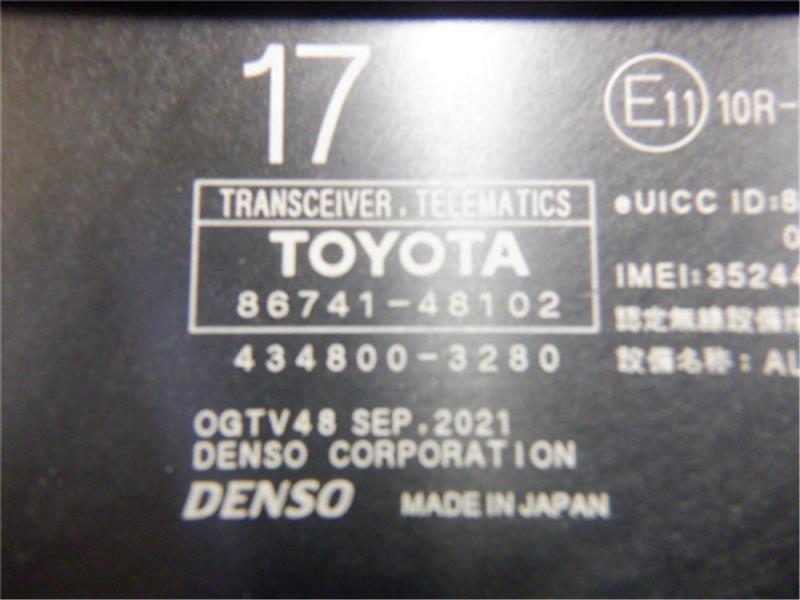 17
TRANSCEIVER, TELEMATICS
TOYOTA
86741-48102
434800-3280
OGTV48 SEP.2021
DENSO CORPORATION
DENSO MADE IN JAPAN
E11 10R-
eUICC ID:8
0
IMEI:35244
認定無線設備
設備名称: AL